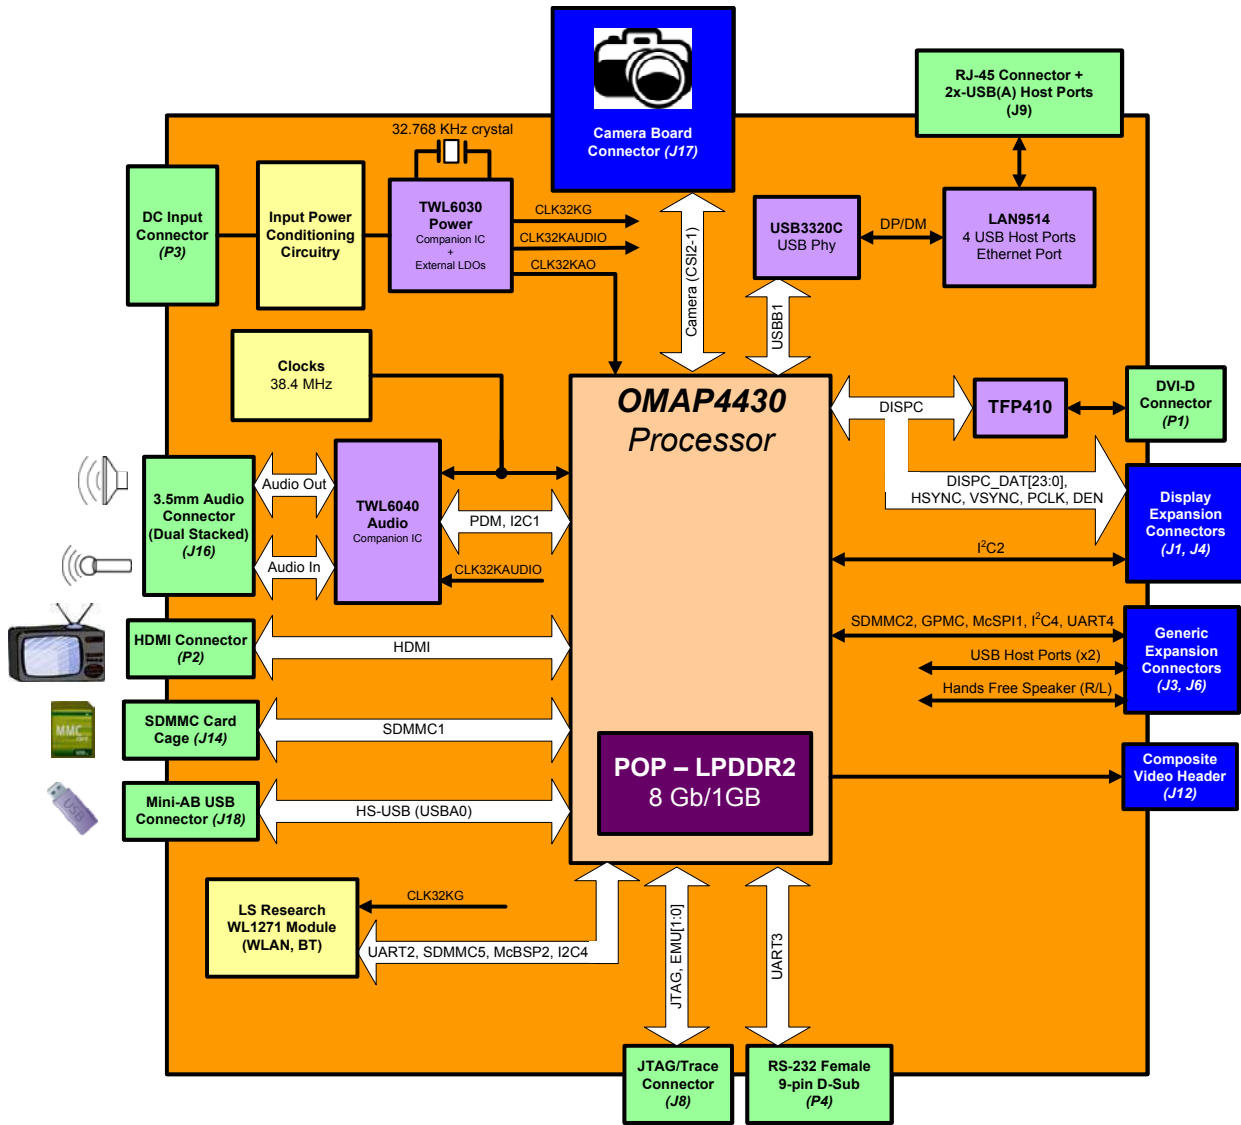 RJ-45 Connector +
2x-USB(A) Host Ports
(J9)
Camera Board
Connector (J17)
32.768 KHz crystal
DC Input
Connector
(P3)
Input Power
Conditioning
Circuitry
TWL6030
Power
Companion IC
+
External LDOs
CLK32KG
CLK32KAUDIO
CLK32KAO
Camera (CSI2-1)
USB3320C
USB Phy
DP/DM
LAN9514
4 USB Host Ports
Ethernet Port
USBB1
Clocks
38.4 MHz
OMAP4430
Processor
DISPC
TFP410
DVI-D
Connector
(P1)
3.5mm Audio
Connector
(Dual Stacked)
(J16)
Audio Out
Audio In
TWL6040
Audio
Companion IC
PDM, I2C1
CLK32KAUDIO
DISPC_DAT[23:0],
HSYNC, VSYNC, PCLK, DEN
I²C2
Display
Expansion
Connectors
(J1, J4)
HDMI Connector
(P2)
HDMI
SDMMC2, GPMC, McSPI1, I²C4, UART4
USB Host Ports (x2)
Hands Free Speaker (R/L)
Generic
Expansion
Connectors
(J3, J6)
MMC
SDMMC Card
Cage (J14)
SDMMC1
POP – LPDDR2
8 Gb/1GB
Composite
Video Header
(J12)
USB
Mini-AB USB
Connector (J18)
HS-USB (USBA0)
LS Research
WL1271 Module
(WLAN, BT)
CLK32KG
UART2, SDMMC5, McBSP2, I2C4
JTAG, EMU[1:0]
UART3
JTAG/Trace
Connector
(J8)
RS-232 Female
9-pin D-Sub
(P4)